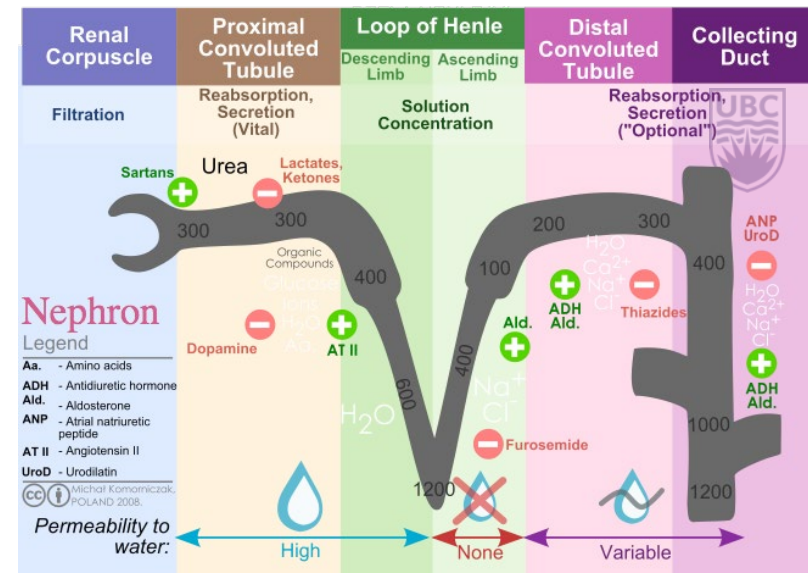 Renal
Corpuscle
Proximal
Convoluted
Tubule
Loop of Henle
Descending
Limb
Ascending
Limb
Distal
Convoluted
Tubule
Collecting
Duct
Filtration
Reabsorption,
Secretion
(Vital)
Solution
Concentration
Reabsorption,
Secretion
("Optional")
UBC
Sartans
Urea
Lactates,
Ketones
300
300
Organic
Compounds
Glucose
Ions
H2O
Aa.
Dopamine
AT II
400
600
H2O
1200
400
100
Ald.
Na+
Cl-
Furosemide
200
300
H2O
Ca2+
Na+
Cl-
ADH
Ald.
Thiazides
400
1000
1200
ANP
UroD
H2O
Ca2+
Na+
Cl-
ADH
Ald.
Nephron
Legend
Aa. - Amino acids
ADH - Antidiuretic hormone
Ald. - Aldosterone
ANP - Atrial natriuretic
peptide
AT II - Angiotensin II
UroD - Urodilatin
cc Michał Komorniczak,
POLAND 2008.
Permeability to
water:
High
None
Variable